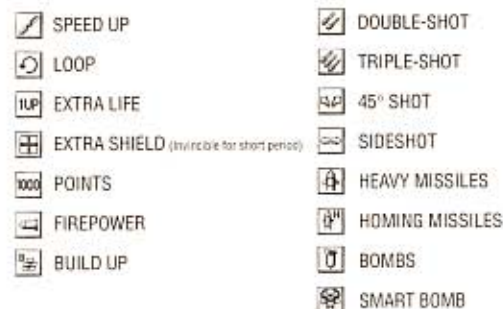 SPEED UP
LOOP
1UP EXTRA LIFE
EXTRA SHIELD (Invincible for short period)
1000 POINTS
FIREPOWER
BUILD UP
DOUBLE-SHOT
TRIPLE-SHOT
45° SHOT
SIDESHOT
HEAVY MISSILES
H HOMING MISSILES
BOMBS
SMART BOMB